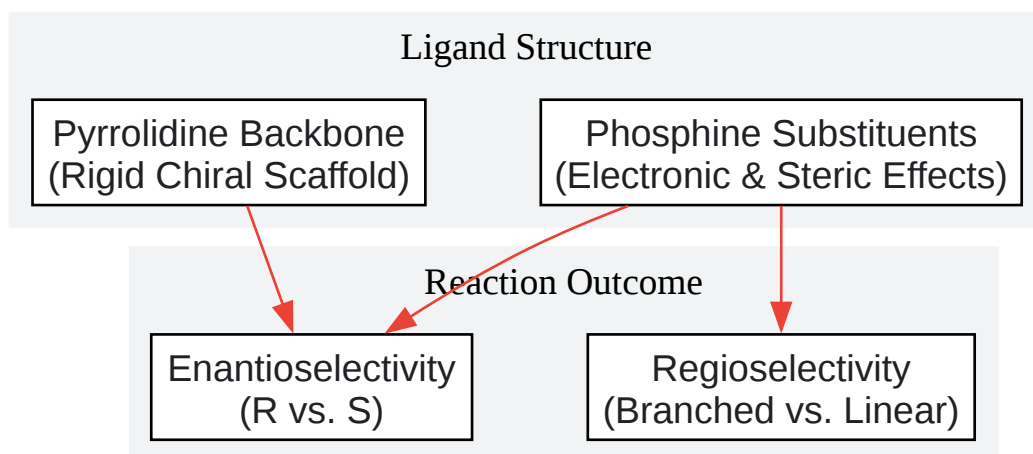 Ligand Structure
Pyrrolidine Backbone
(Rigid Chiral Scaffold)
Phosphine Substituents
(Electronic & Steric Effects)
Reaction Outcome
Enantioselectivity
(R vs. S)
Regioselectivity
(Branched vs. Linear)